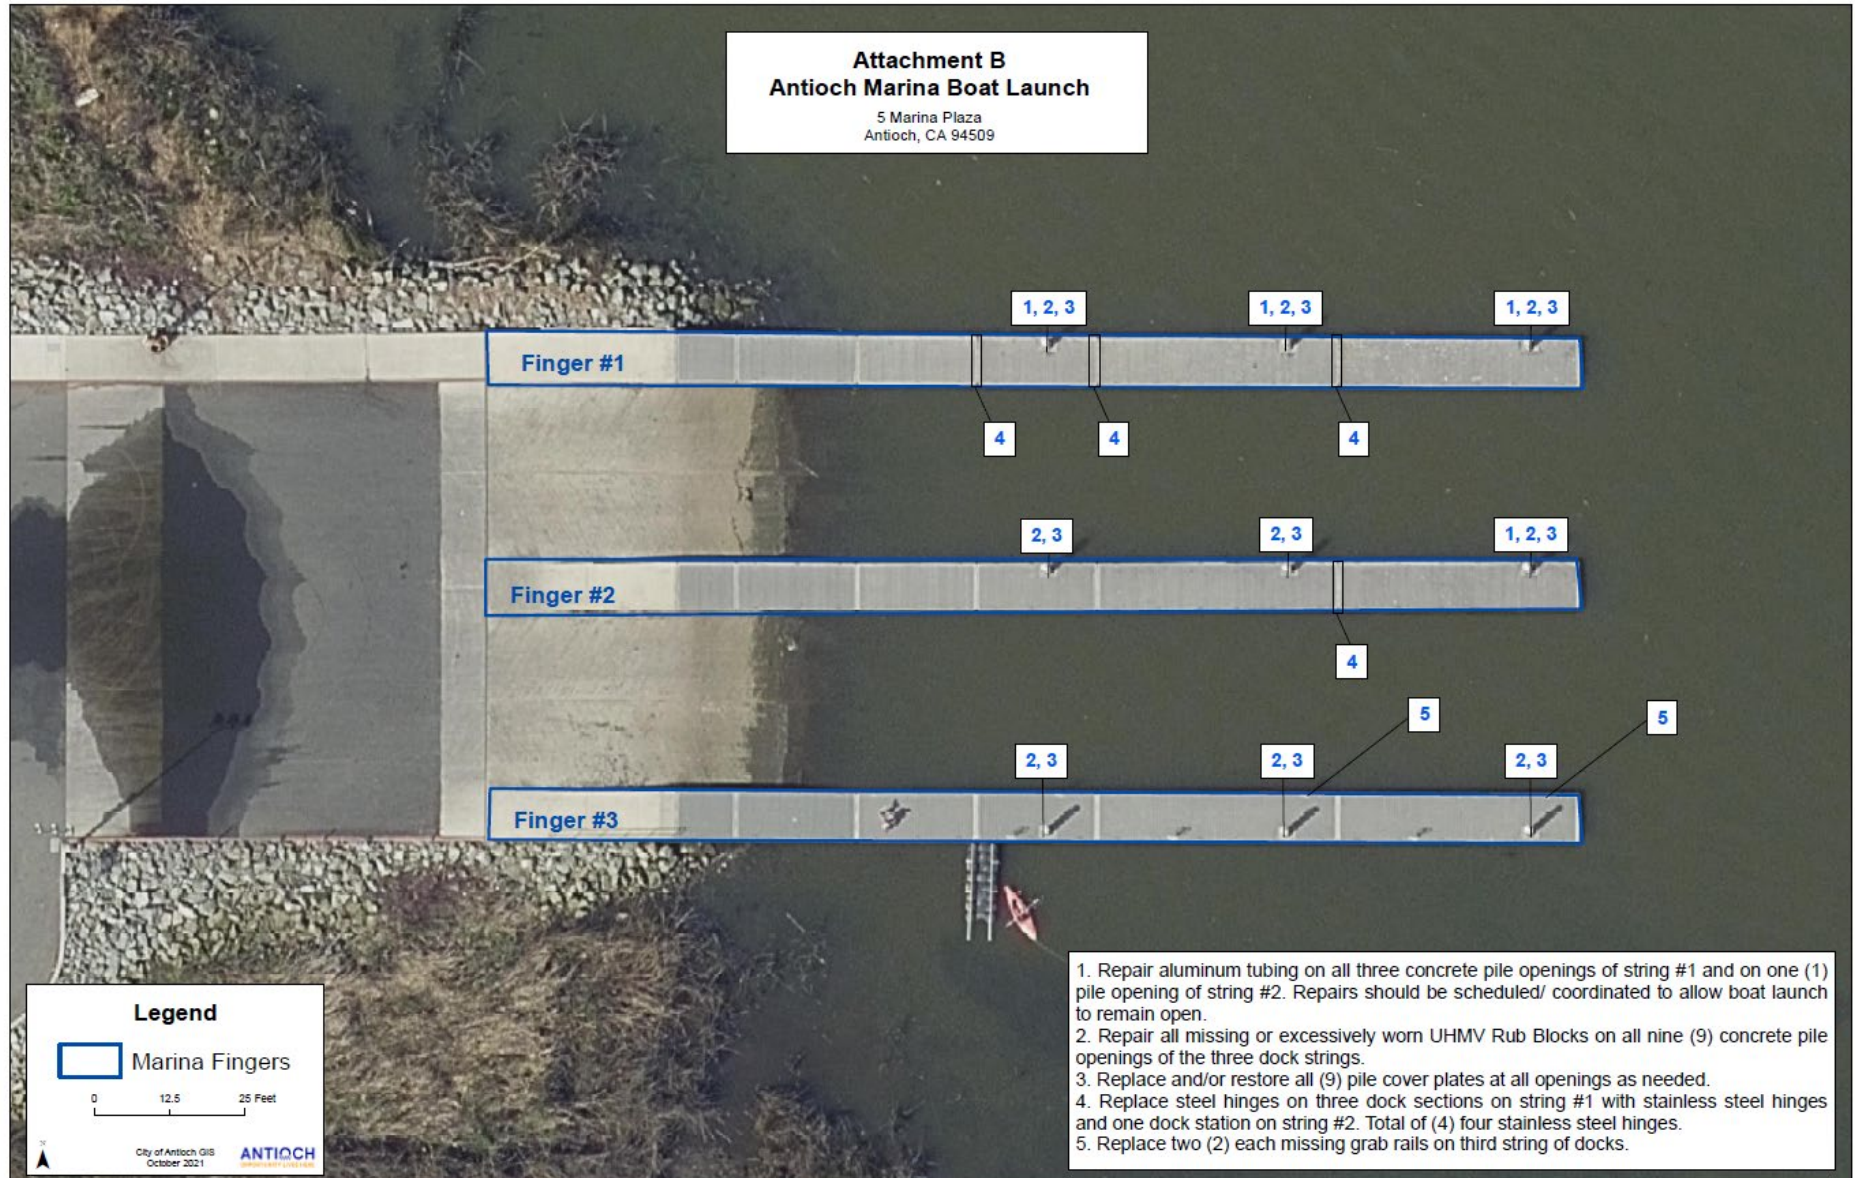 Attachment B
Antioch Marina Boat Launch
5 Marina Plaza
Antioch, CA 94509
1, 2, 3
1, 2, 3
1, 2, 3
Finger #1
4
4
4
2, 3
2, 3
1, 2, 3
Finger #2
4
5
5
2, 3
2, 3
2, 3
Finger #3
1. Repair aluminum tubing on all three concrete pile openings of string #1 and on one (1)
pile opening of string #2. Repairs should be scheduled/ coordinated to allow boat launch
to remain open.
2. Repair all missing or excessively worn UHMV Rub Blocks on all nine (9) concrete pile
openings of the three dock strings.
3. Replace and/or restore all (9) pile cover plates at all openings as needed.
4. Replace steel hinges on three dock sections on string #1 with stainless steel hinges
and one dock station on string #2. Total of (4) four stainless steel hinges.
5. Replace two (2) each missing grab rails on third string of docks.
Legend
Marina Fingers
0 12.5 25 Feet
N
City of Antioch GIS
October 2021
ANTIOCH
OPPORTUNITY LIVES HERE